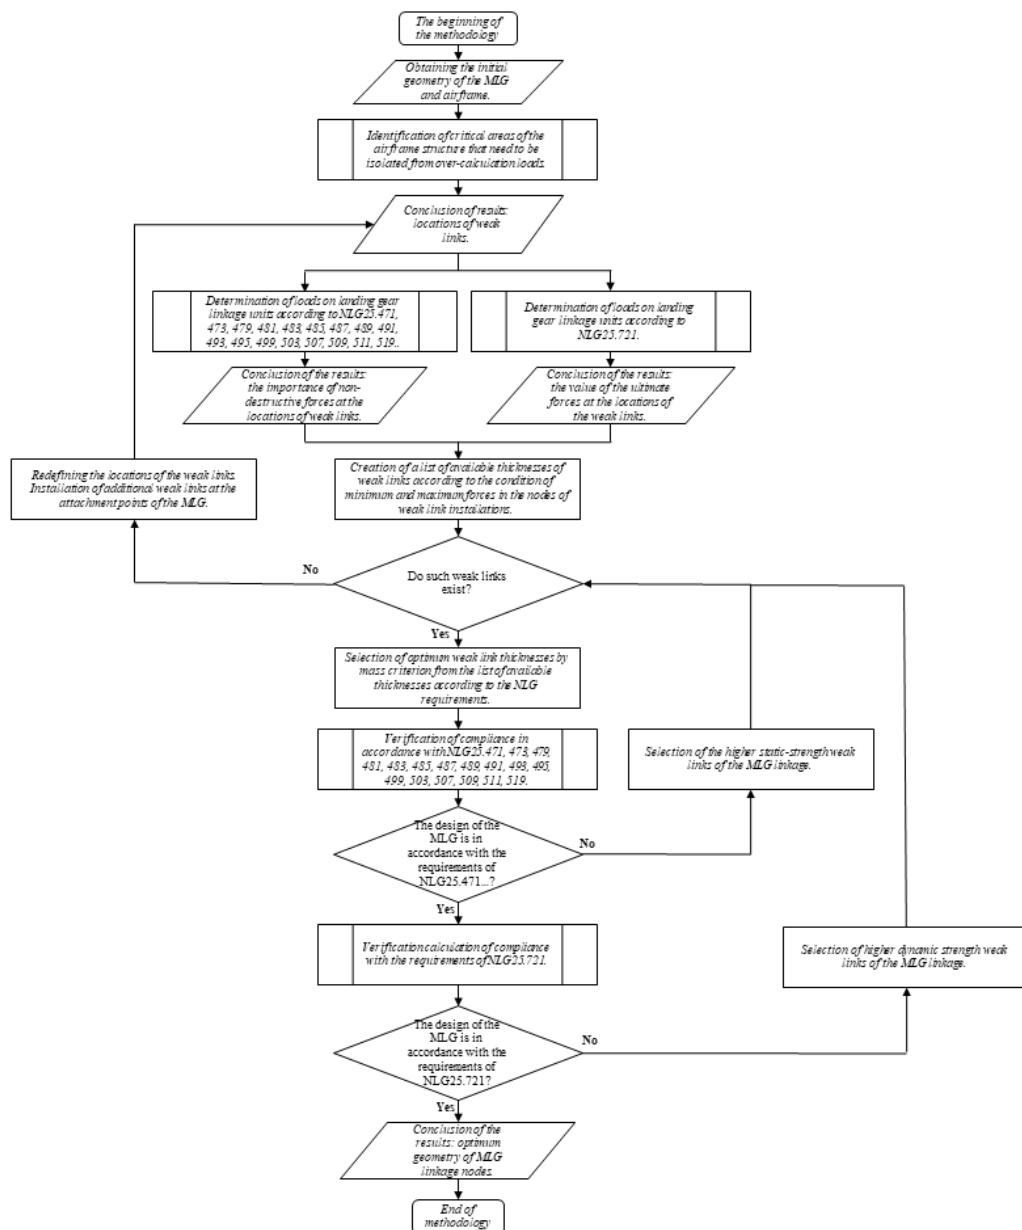 The beginning of
the methodology
Obtaining the initial
geometry of the MLG
and airframe.
Identification of critical areas of the
airframe structure that need to be
isolated from over-calculation loads.
Conclusion of results:
locations of weak
links.
Determination of loads on landing gear
linkage units according to NLG25.471,
473, 479, 481, 483, 485, 487, 489, 491,
493, 495, 499, 503, 507, 509, 511, 519..
Determination of loads on landing
gear linkage units according to
NLG25.721.
Conclusion of the results:
the importance of non-
destructive forces at the
locations of weak links.
Conclusion of the results:
the value of the ultimate
forces at the locations of
the weak links.
Redefining the locations of the weak links.
Installation of additional weak links at the
attachment points of the MLG.
Creation of a list of available thicknesses of
weak links according to the condition of
minimum and maximum forces in the nodes of
weak link installations.
No
Do such weak links
exist?
Yes
Selection of optimum weak link thicknesses by
mass criterion from the list of available
thicknesses according to the NLG
requirements.
Verification of compliance in
accordance with NLG25.471, 473, 479,
481, 483, 485, 487, 489, 491, 493, 495,
499, 503, 507, 509, 511, 519.
Selection of the higher static-strength weak
links of the MLG linkage.
The design of the
MLG is in
accordance with the
requirements of
NLG25.471...?
No
Yes
Verification calculation of compliance
with the requirements of NLG25.721.
Selection of higher dynamic strength weak
links of the MLG linkage.
The design of the
MLG is in
accordance with the
requirements of
NLG25.721?
No
Yes
Conclusion of the
results: optimum
geometry of MLG
linkage nodes.
End of
methodology